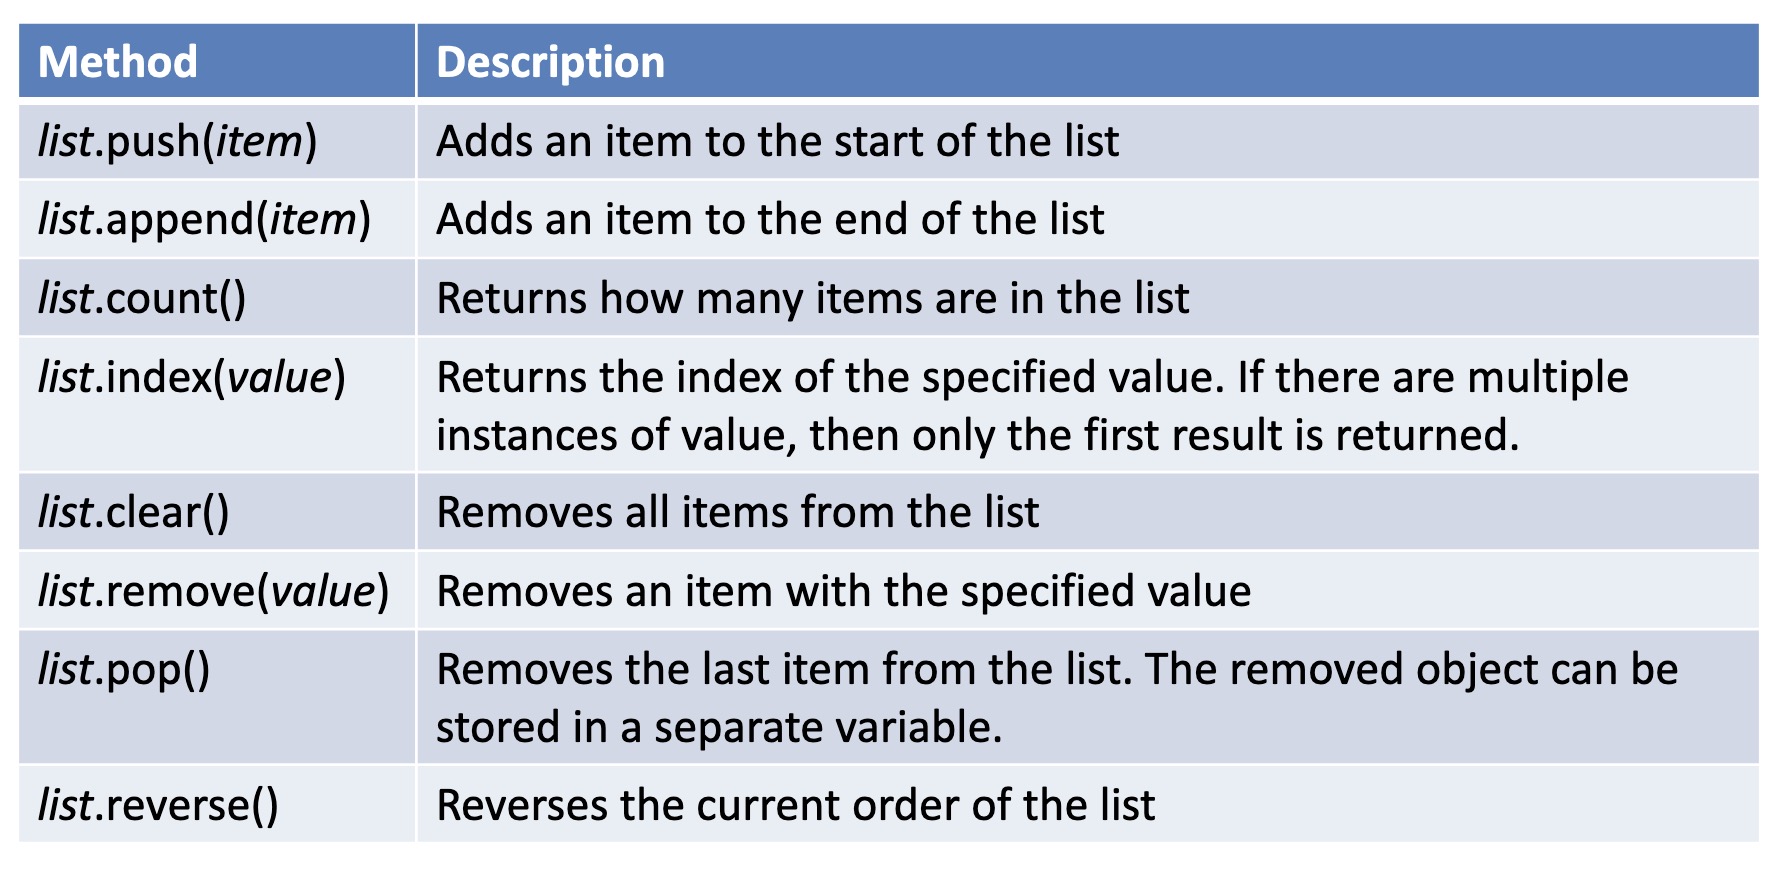 Method Description
list.push(item) Adds an item to the start of the list
list.append(item) Adds an item to the end of the list
list.count() Returns how many items are in the list
list.index(value) Returns the index of the specified value. If there are multiple
instances of value, then only the first result is returned.
list.clear() Removes all items from the list
list.remove(value) Removes an item with the specified value
list.pop() Removes the last item from the list. The removed object can be
stored in a separate variable.
list.reverse() Reverses the current order of the list